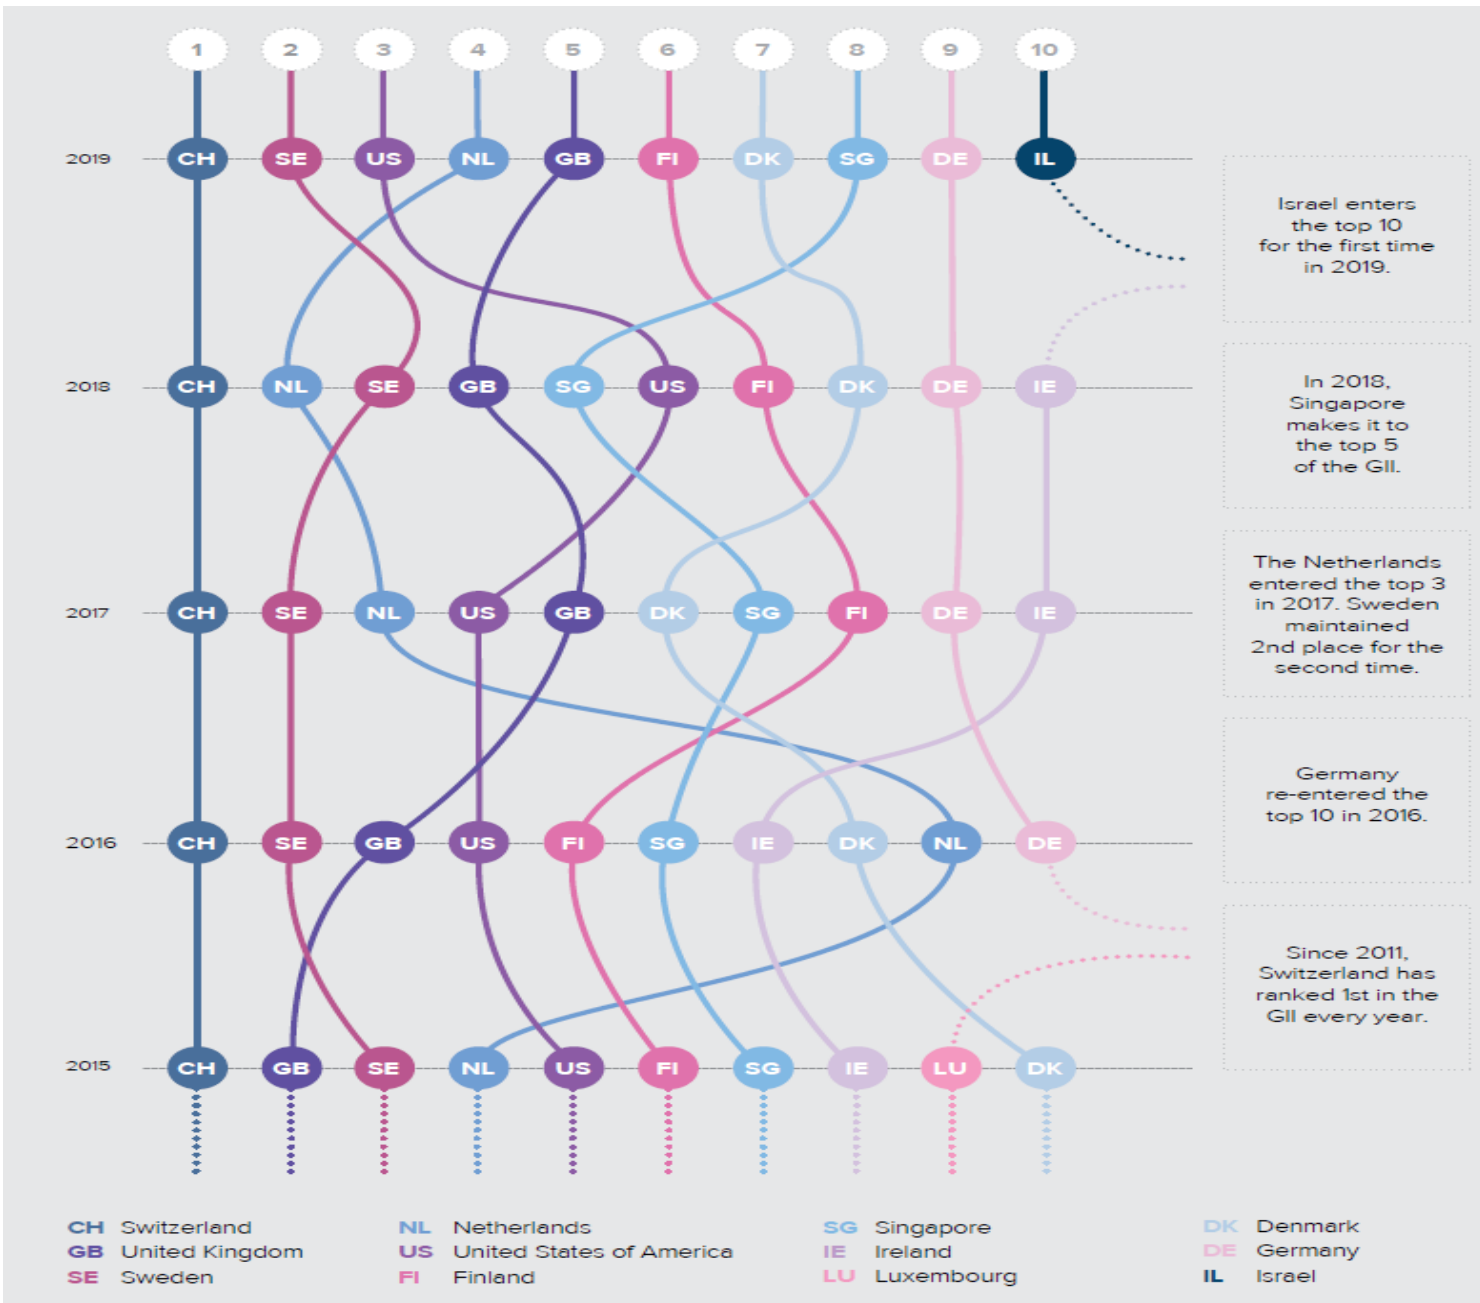 1 2 3 4 5 6 7 8 9 10
2019 CH SE US NL GB FI DK SG DE IL
Israel enters
the top 10
for the first time
in 2019.
2018 CH NL SE GB SG US FI DK DE IE
In 2018,
Singapore
makes it to
the top 5
of the GII.
2017 CH SE NL US GB DK SG FI DE IE
The Netherlands
entered the top 3
in 2017. Sweden
maintained
2nd place for the
second time.
2016 CH SE GB US FI SG IE DK NL DE
Germany
re-entered the
top 10 in 2016.
2015 CH GB SE NL US FI SG IE LU DK
Since 2011,
Switzerland has
ranked 1st in the
GII every year.
CH Switzerland NL Netherlands SG Singapore DK Denmark
GB United Kingdom US United States of America IE Ireland DE Germany
SE Sweden FI Finland LU Luxembourg IL Israel